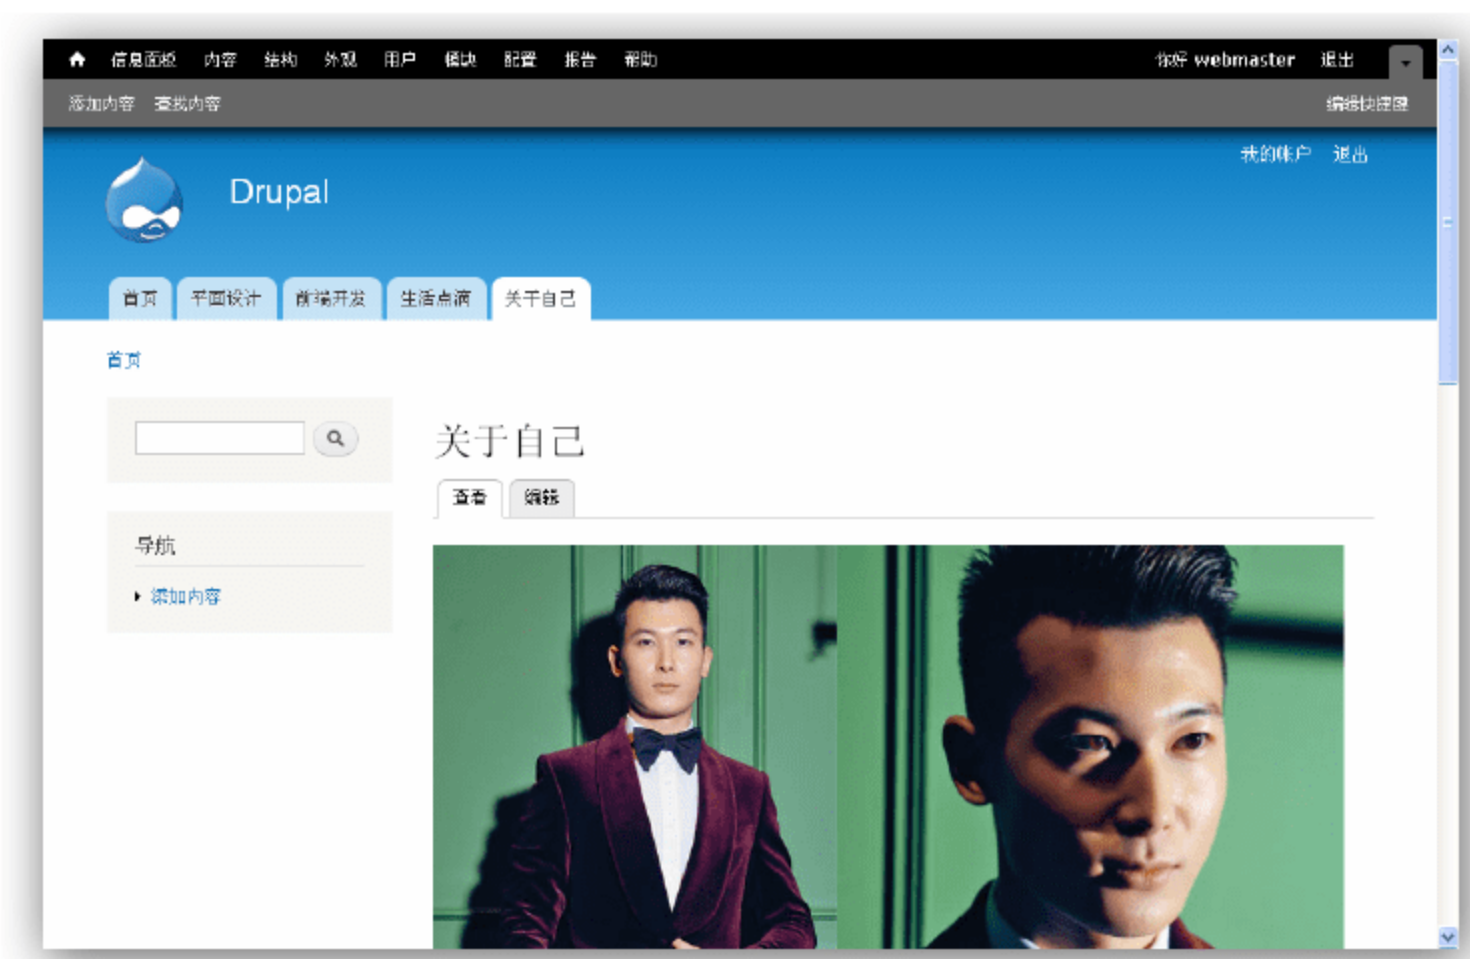 信息面板 内容 结构 外观 用户 模块 配置 报告 帮助 你好 webmaster 退出
添加内容 查找内容 编辑快捷键
我的帐户 退出
Drupal
首页 平面设计 前端开发 生活点滴 关于自己
首页
关于自己
查看 编辑
导航
添加内容